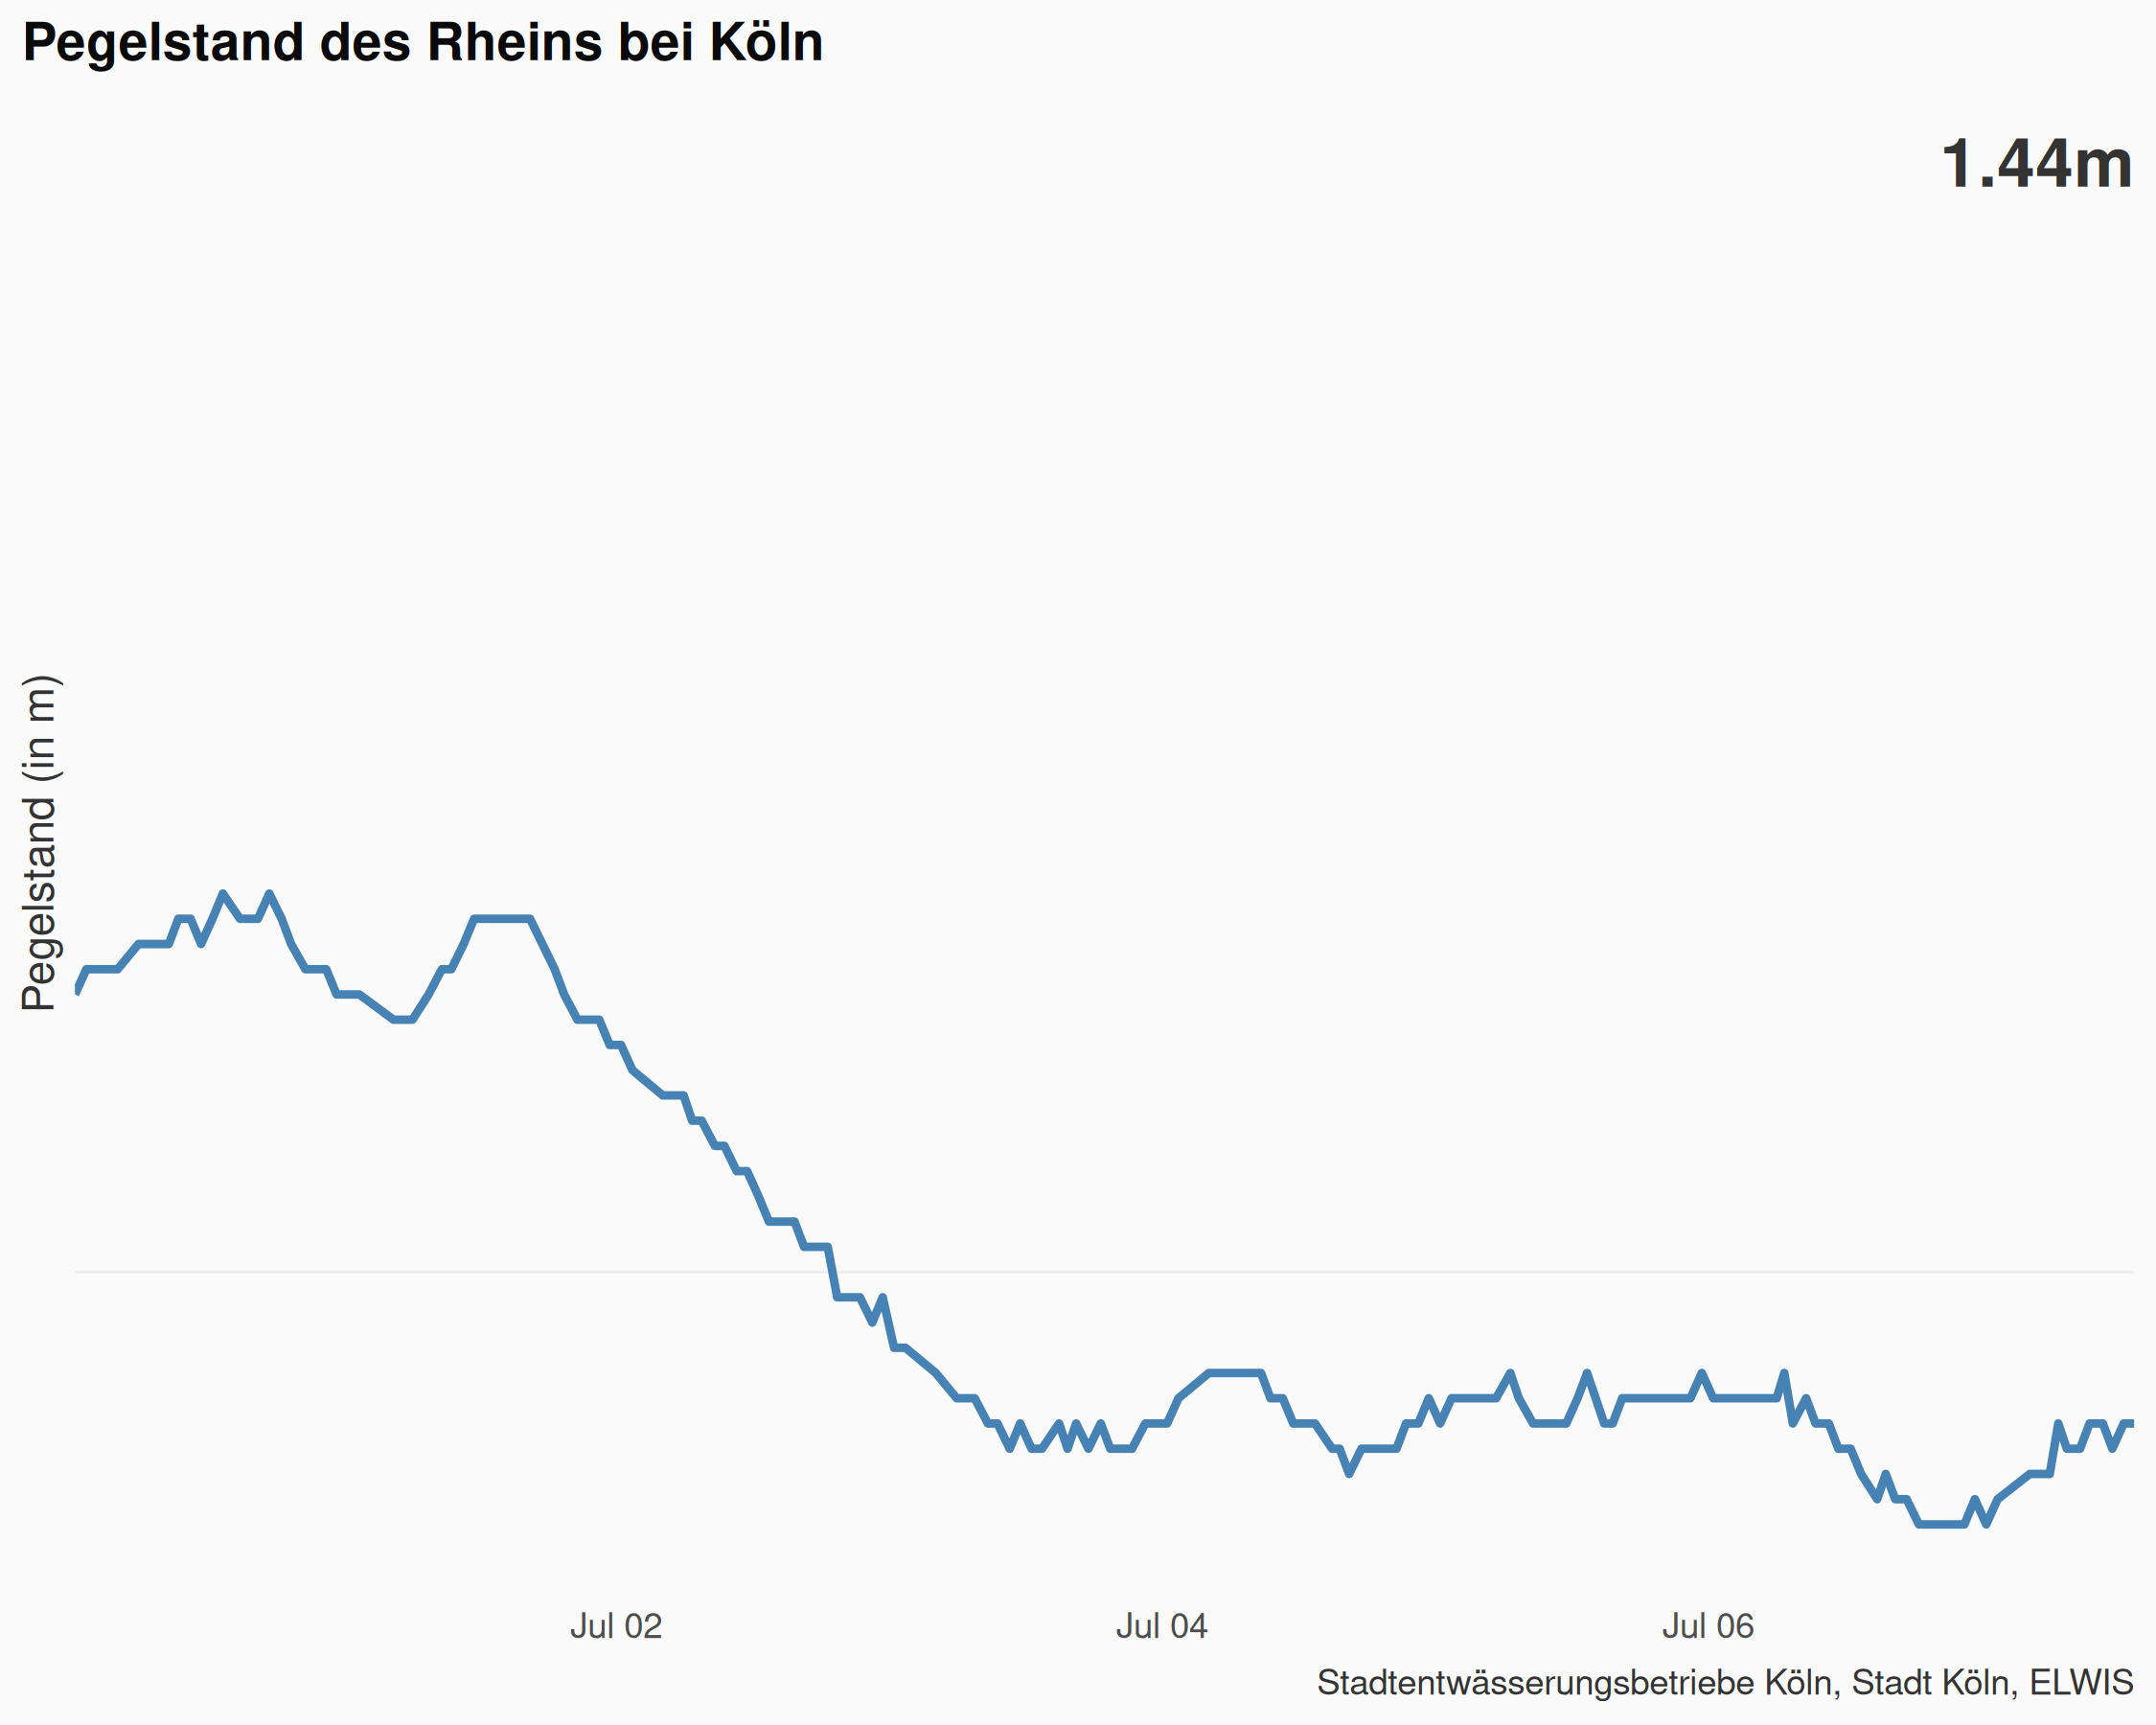 Pegelstand des Rheins bei Köln
1.44m
Pegelstand (in m)
Jul 02
Jul 04
Jul 06
Stadtentwässerungsbetriebe Köln, Stadt Köln, ELWIS